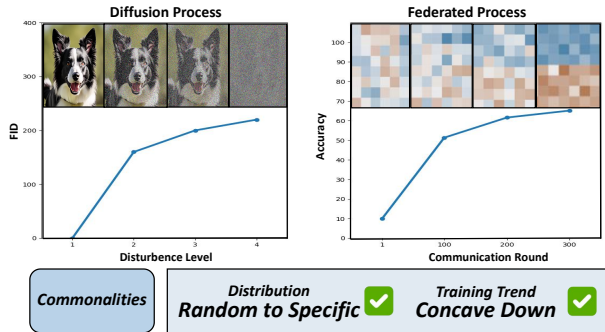 Diffusion Process
400
300
200
100
0
FID
1 2 3 4
Disturbence Level
Federated Process
100
90
80
70
60
50
40
30
20
10
0
Accuracy
1 100 200 300
Communication Round
Commonalities
Distribution
Random to Specific
Training Trend
Concave Down